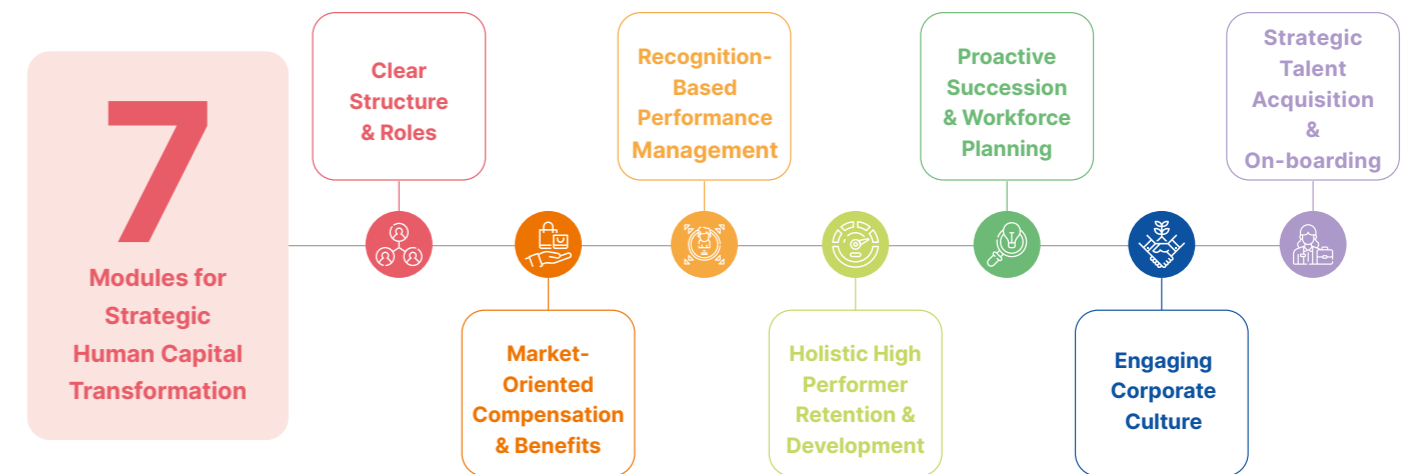 7
Modules for
Strategic
Human Capital
Transformation
Clear
Structure
& Roles
Market-
Oriented
Compensation
& Benefits
Recognition-
Based
Performance
Management
Holistic High
Performer
Retention &
Development
Proactive
Succession
& Workforce
Planning
Engaging
Corporate
Culture
Strategic
Talent
Acquisition
&
On-boarding